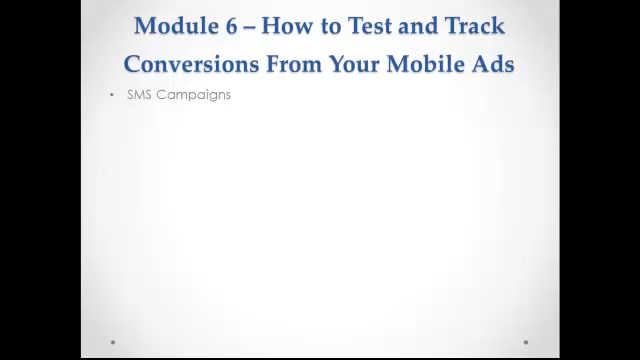 Module 6 – How to Test and Track
Conversions From Your Mobile Ads
• SMS Campaigns